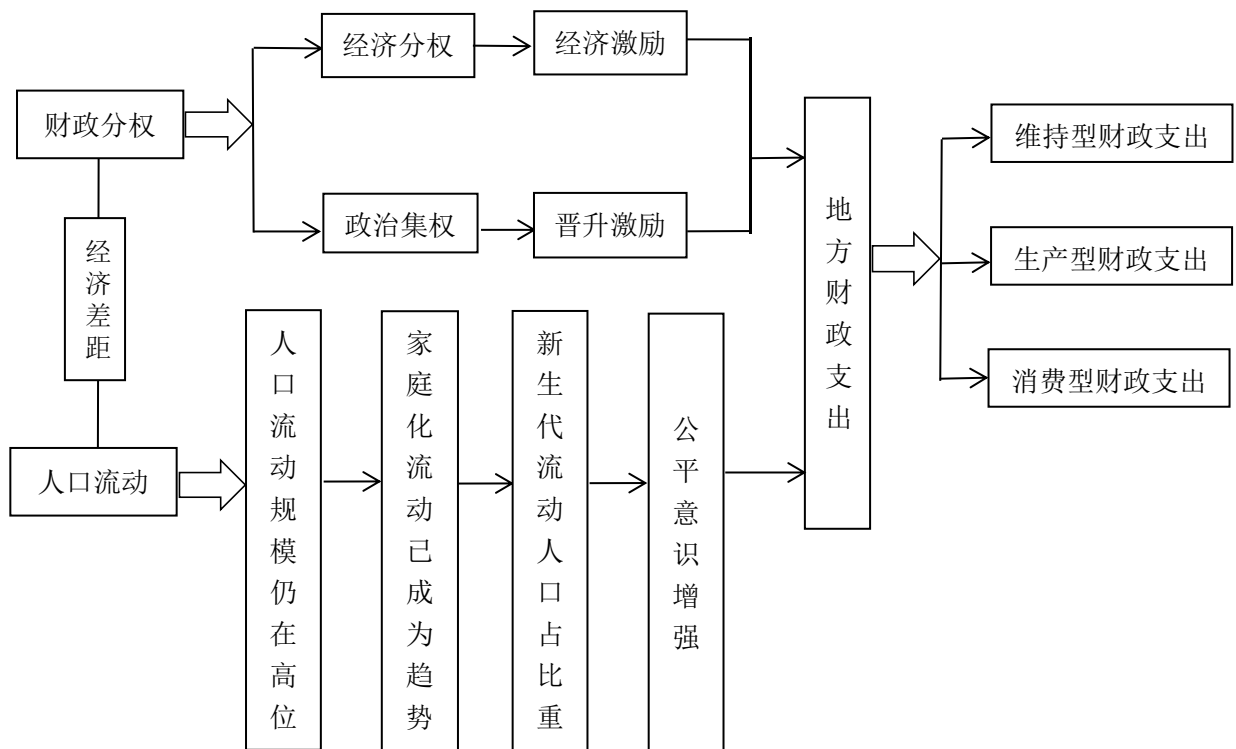 财政分权
经济分权
经济激励
政治集权
晋升激励
经济差距
人口流动
人口流动规模仍在高位
家庭化流动已成为趋势
新生代流动人口占比重
公平意识增强
地方财政支出
维持型财政支出
生产型财政支出
消费型财政支出